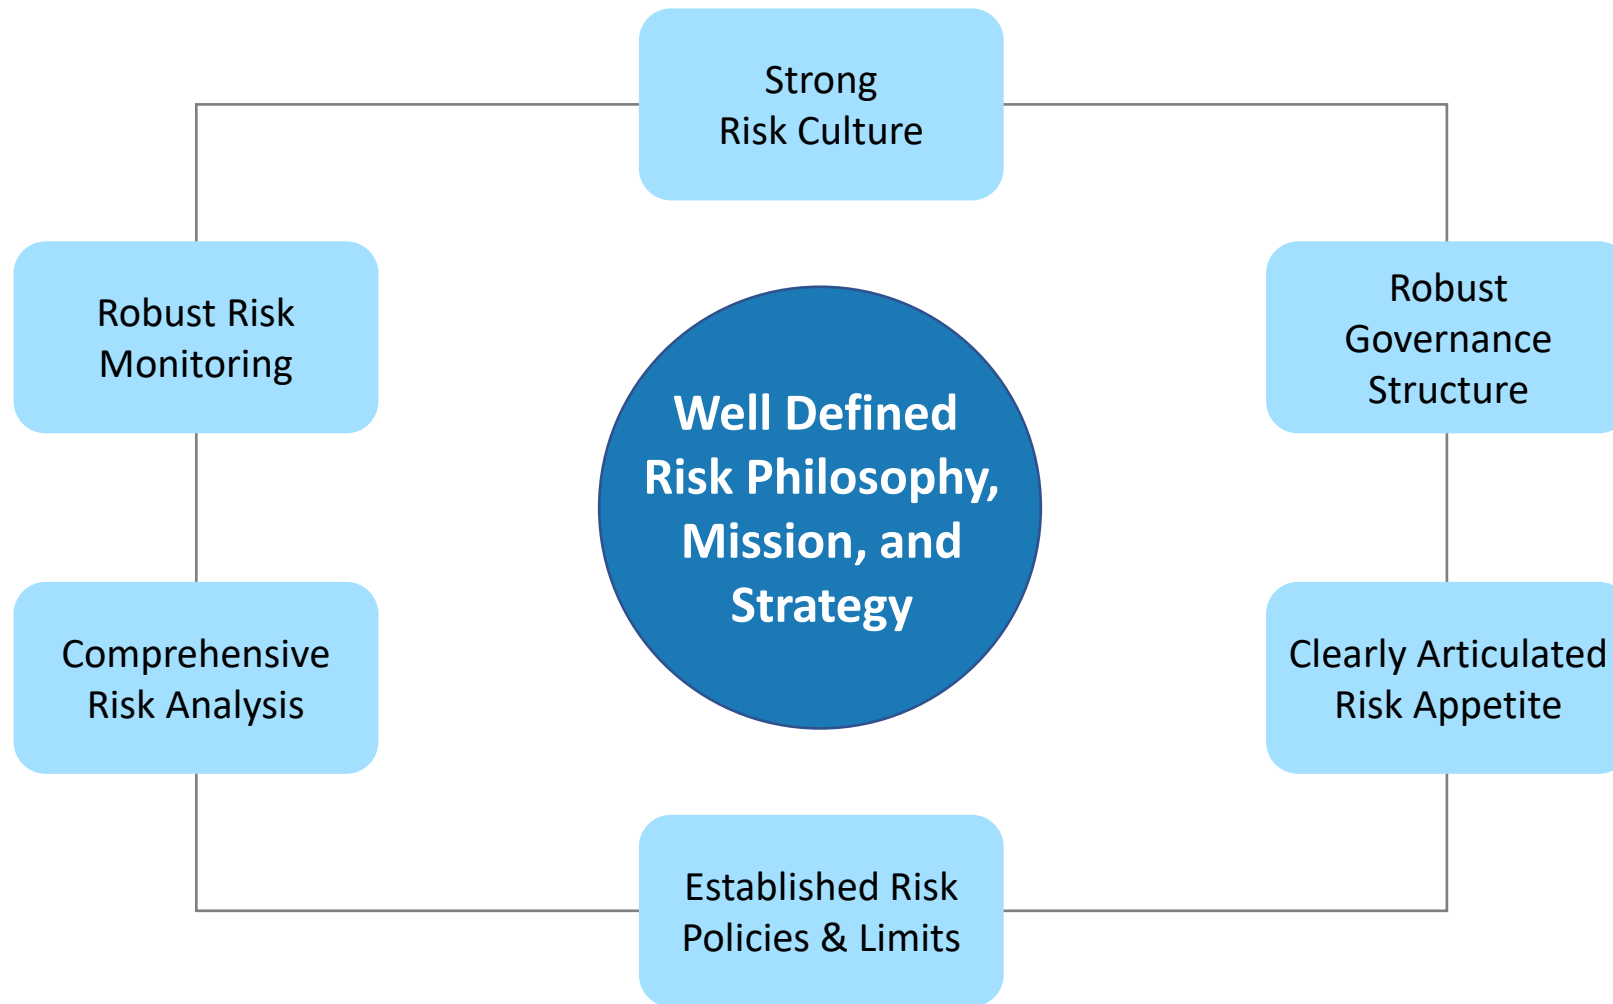 Strong
Risk Culture
Robust Risk
Monitoring
Robust
Governance
Structure
Well Defined
Risk Philosophy,
Mission, and
Strategy
Comprehensive
Risk Analysis
Clearly Articulated
Risk Appetite
Established Risk
Policies & Limits